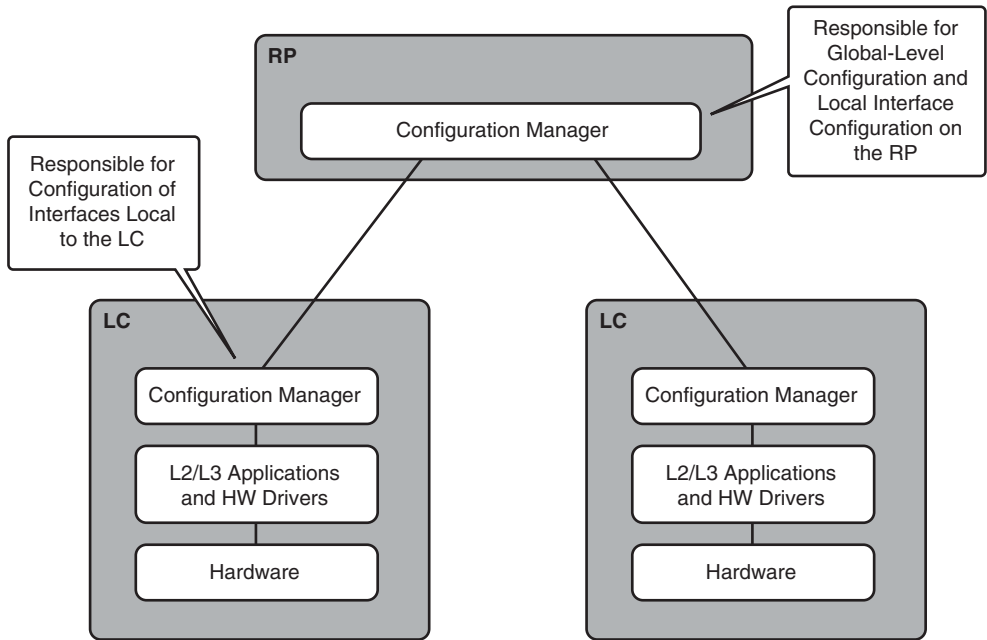 RP
Configuration Manager
Responsible for
Global-Level
Configuration and
Local Interface
Configuration on
the RP
Responsible for
Configuration of
Interfaces Local
to the LC
LC
Configuration Manager
L2/L3 Applications
and HW Drivers
Hardware
LC
Configuration Manager
L2/L3 Applications
and HW Drivers
Hardware